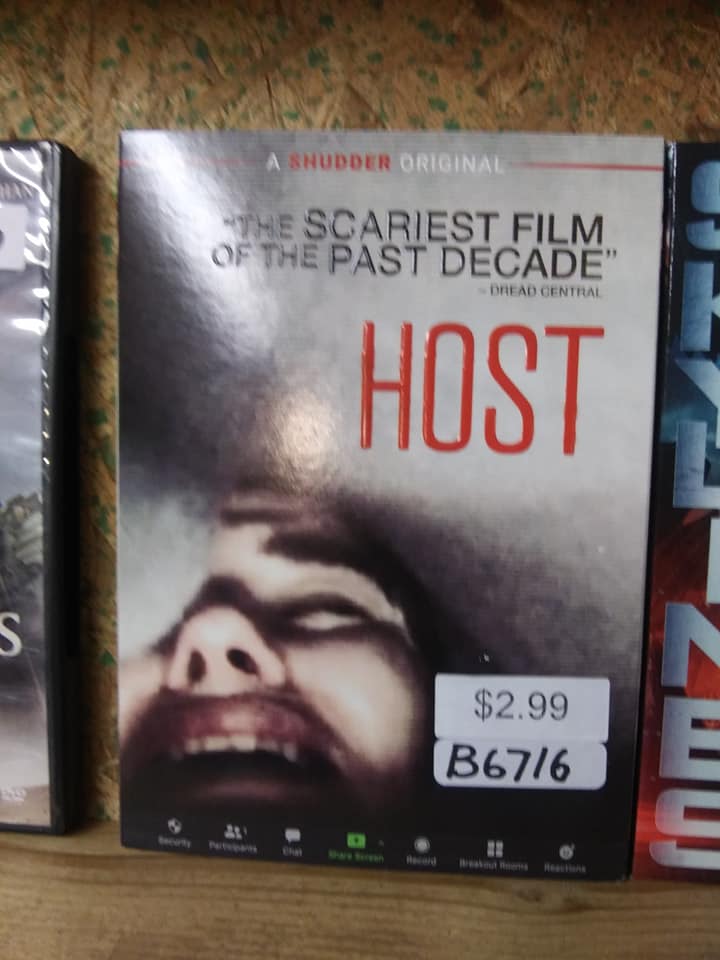 A SHUDDER ORIGINAL
"THE SCARIEST FILM
OF THE PAST DECADE"
- DREAD CENTRAL
HOST
$2.99
B6716
Security Participants Chat Share Screen Record Breakout Rooms Reactions
S
SKYLINES